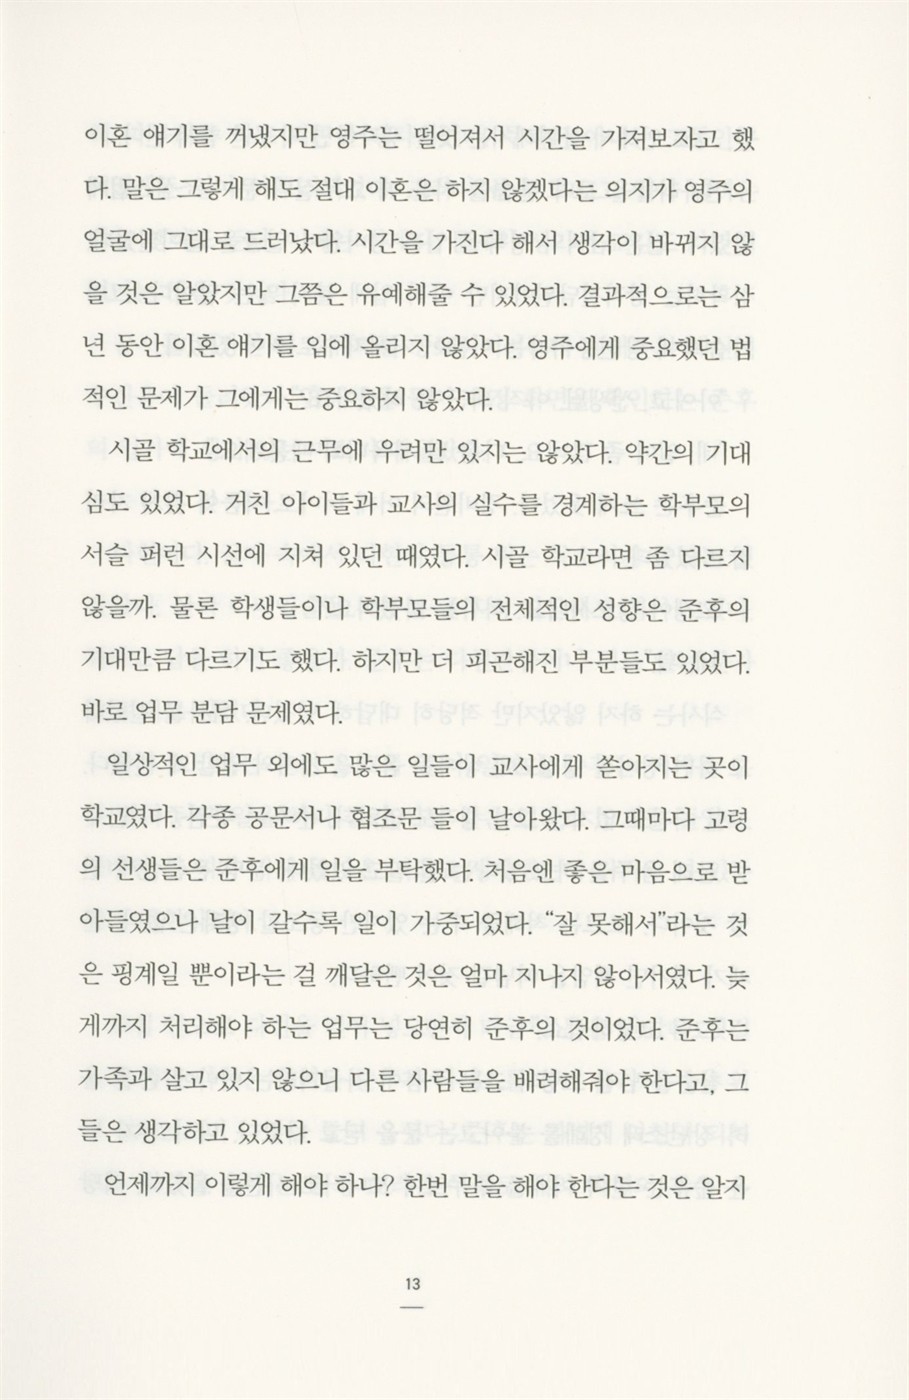 이혼 얘기를 꺼냈지만 영주는 떨어져서 시간을 가져보자고 했
다. 말은 그렇게 해도 절대 이혼은 하지 않겠다는 의지가 영주의
얼굴에 그대로 드러났다. 시간을 가진다 해서 생각이 바뀌지 않
을 것은 알았지만 그쯤은 유예해줄 수 있었다. 결과적으로는 삼
년 동안 이혼 얘기를 입에 올리지 않았다. 영주에게 중요했던 법
적인 문제가 그에게는 중요하지 않았다.
시골 학교에서의 근무에 우려만 있지는 않았다. 약간의 기대
심도 있었다. 거친 아이들과 교사의 실수를 경계하는 학부모의
서슬 퍼런 시선에 지쳐 있던 때였다. 시골 학교라면 좀 다르지
않을까. 물론 학생들이나 학부모들의 전체적인 성향은 준후의
기대만큼 다르기도 했다. 하지만 더 피곤해진 부분들도 있었다.
바로 업무 분담 문제였다.
일상적인 업무 외에도 많은 일들이 교사에게 쏟아지는 곳이
학교였다. 각종 공문서나 협조문 들이 날아왔다. 그때마다 고령
의 선생들은 준후에게 일을 부탁했다. 처음엔 좋은 마음으로 받
아들였으나 날이 갈수록 일이 가중되었다. “잘 못해서”라는 것
은 핑계일 뿐이라는 걸 깨달은 것은 얼마 지나지 않아서였다. 늦
게까지 처리해야 하는 업무는 당연히 준후의 것이었다. 준후는
가족과 살고 있지 않으니 다른 사람들을 배려해줘야 한다고, 그
들은 생각하고 있었다.
언제까지 이렇게 해야 하나? 한번 말을 해야 한다는 것은 알지
13